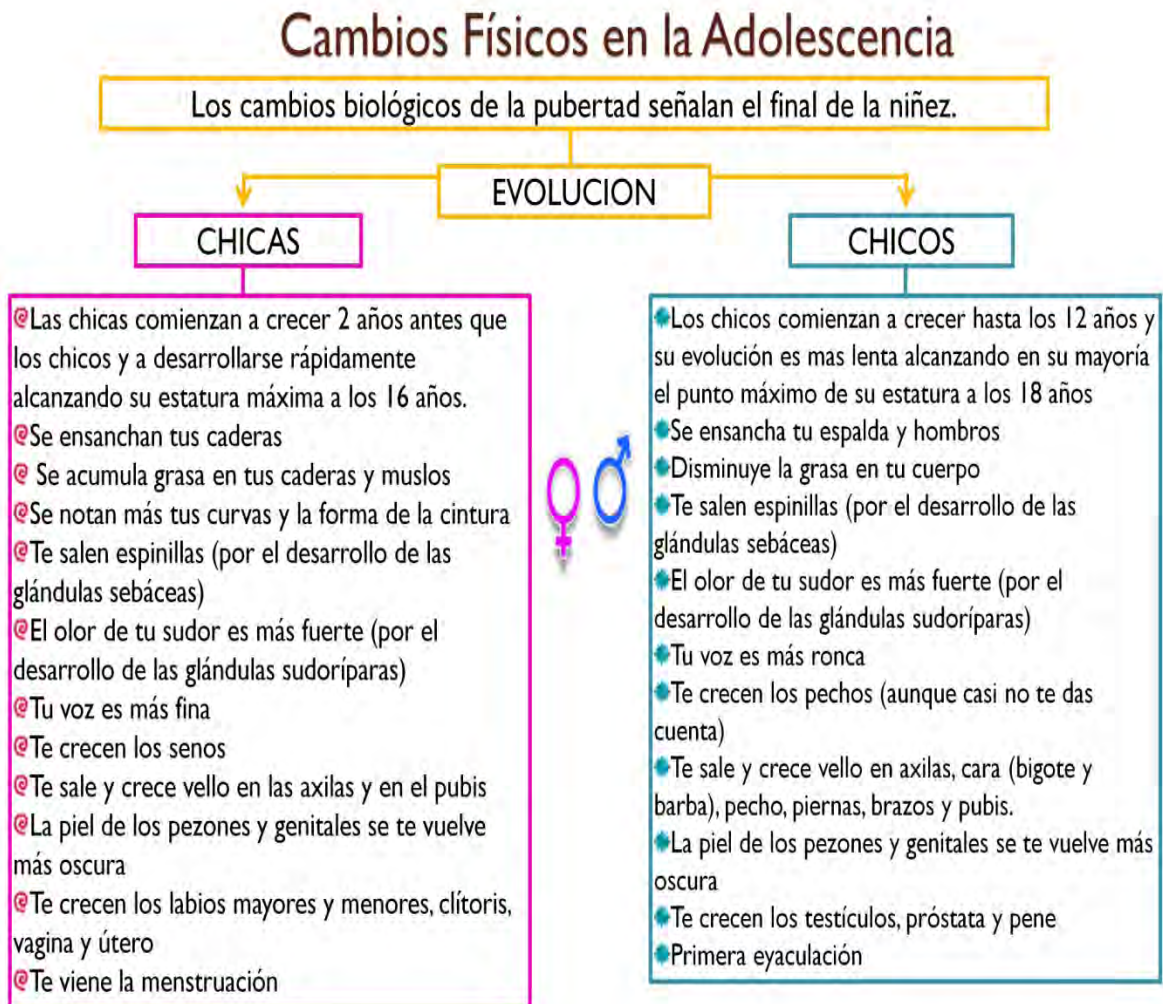 Cambios Físicos en la Adolescencia
Los cambios biológicos de la pubertad señalan el final de la niñez.
EVOLUCION
CHICAS
Las chicas comienzan a crecer 2 años antes que
los chicos y a desarrollarse rápidamente
alcanzando su estatura máxima a los 16 años.
Se ensanchan tus caderas
Se acumula grasa en tus caderas y muslos
Se notan más tus curvas y la forma de la cintura
Te salen espinillas (por el desarrollo de las
glándulas sebáceas)
El olor de tu sudor es más fuerte (por el
desarrollo de las glándulas sudoríparas)
Tu voz es más fina
Te crecen los senos
Te sale y crece vello en las axilas y en el pubis
La piel de los pezones y genitales se te vuelve
más oscura
Te crecen los labios mayores y menores, clítoris,
vagina y útero
Te viene la menstruación
CHICOS
Los chicos comienzan a crecer hasta los 12 años y
su evolución es mas lenta alcanzando en su mayoría
el punto máximo de su estatura a los 18 años
Se ensancha tu espalda y hombros
Disminuye la grasa en tu cuerpo
Te salen espinillas (por el desarrollo de las
glándulas sebáceas)
El olor de tu sudor es más fuerte (por el
desarrollo de las glándulas sudoríparas)
Tu voz es más ronca
Te crecen los pechos (aunque casi no te das
cuenta)
Te sale y crece vello en axilas, cara (bigote y
barba), pecho, piernas, brazos y pubis.
La piel de los pezones y genitales se te vuelve más
oscura
Te crecen los testículos, próstata y pene
Primera eyaculación